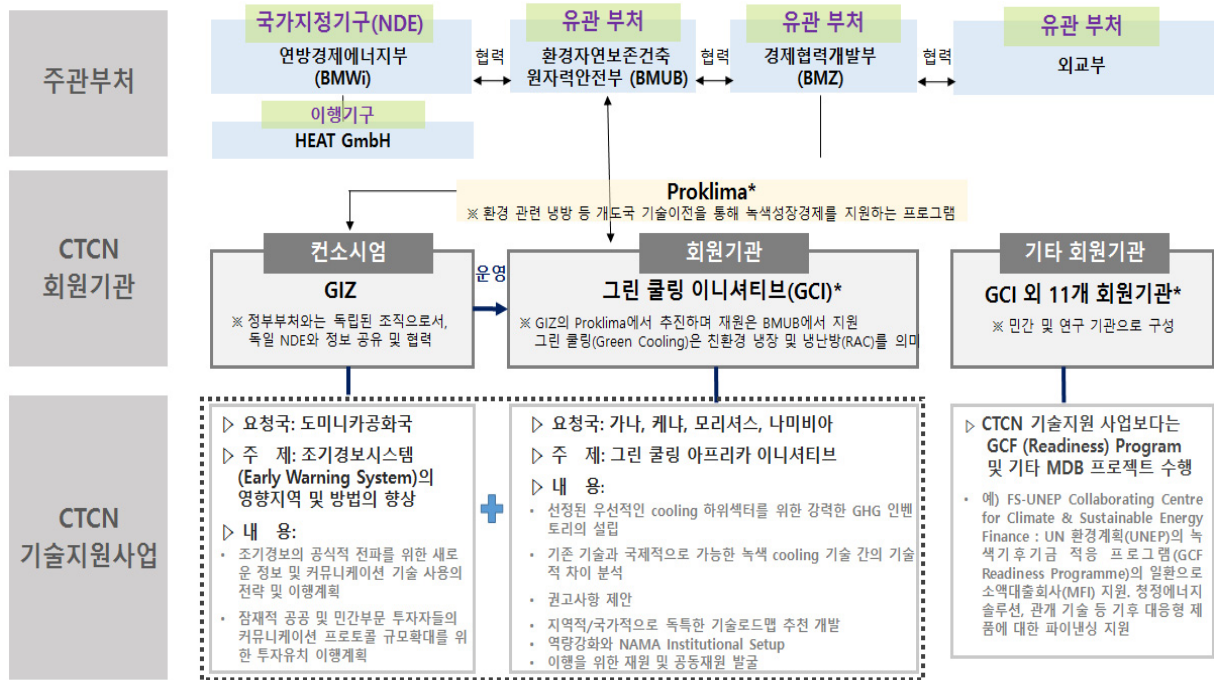 주관부처
국가지정기구(NDE)
연방경제에너지부
(BMWi)
이행기구
HEAT GmbH
협력
유관 부처
환경자연보존건축
원자력안전부 (BMUB)
협력
유관 부처
경제협력개발부
(BMZ)
협력
유관 부처
외교부
Proklima*
※ 환경 관련 냉방 등 개도국 기술이전을 통해 녹색성장경제를 지원하는 프로그램
CTCN
회원기관
컨소시엄
GIZ
※ 정부부처와는 독립된 조직으로서,
독일 NDE와 정보 공유 및 협력
운영
회원기관
그린 쿨링 이니셔티브(GCI)*
※ GIZ의 Proklima에서 추진하며 재원은 BMUB에서 지원
그린 쿨링(Green Cooling)은 친환경 냉장 및 냉난방(RAC)를 의미
기타 회원기관
GCI 외 11개 회원기관*
※ 민간 및 연구 기관으로 구성
CTCN
기술지원사업
▷ 요청국: 도미니카공화국
▷ 주 제: 조기경보시스템
(Early Warning System)의
영향지역 및 방법의 향상
▷ 내 용:
• 조기경보의 공식적 전파를 위한 새로
운 정보 및 커뮤니케이션 기술 사용의
전략 및 이행계획
• 잠재적 공공 및 민간부문 투자자들의
커뮤니케이션 프로토콜 규모확대를 위
한 투자유치 이행계획
▷ 요청국: 가나, 케냐, 모리셔스, 나미비아
▷ 주 제: 그린 쿨링 아프리카 이니셔티브
▷ 내 용:
• 선정된 우선적인 cooling 하위섹터를 위한 강력한 GHG 인벤
토리의 설립
• 기존 기술과 국제적으로 가능한 녹색 cooling 기술 간의 기술
적 차이 분석
• 권고사항 제안
• 지역적/국가적으로 독특한 기술로드맵 추천 개발
• 역량강화와 NAMA Institutional Setup
• 이행을 위한 재원 및 공동재원 발굴
▷ CTCN 기술지원 사업보다는
GCF (Readiness) Program
및 기타 MDB 프로젝트 수행
• 예) FS-UNEP Collaborating Centre
for Climate & Sustainable Energy
Finance : UN 환경계획(UNEP)의 녹
색기후기금 적응 프로그램(GCF
Readiness Programme)의 일환으로
소액대출회사(MFI) 지원. 청정에너지
솔루션, 관개 기술 등 기후 대응형 제
품에 대한 파이낸싱 지원